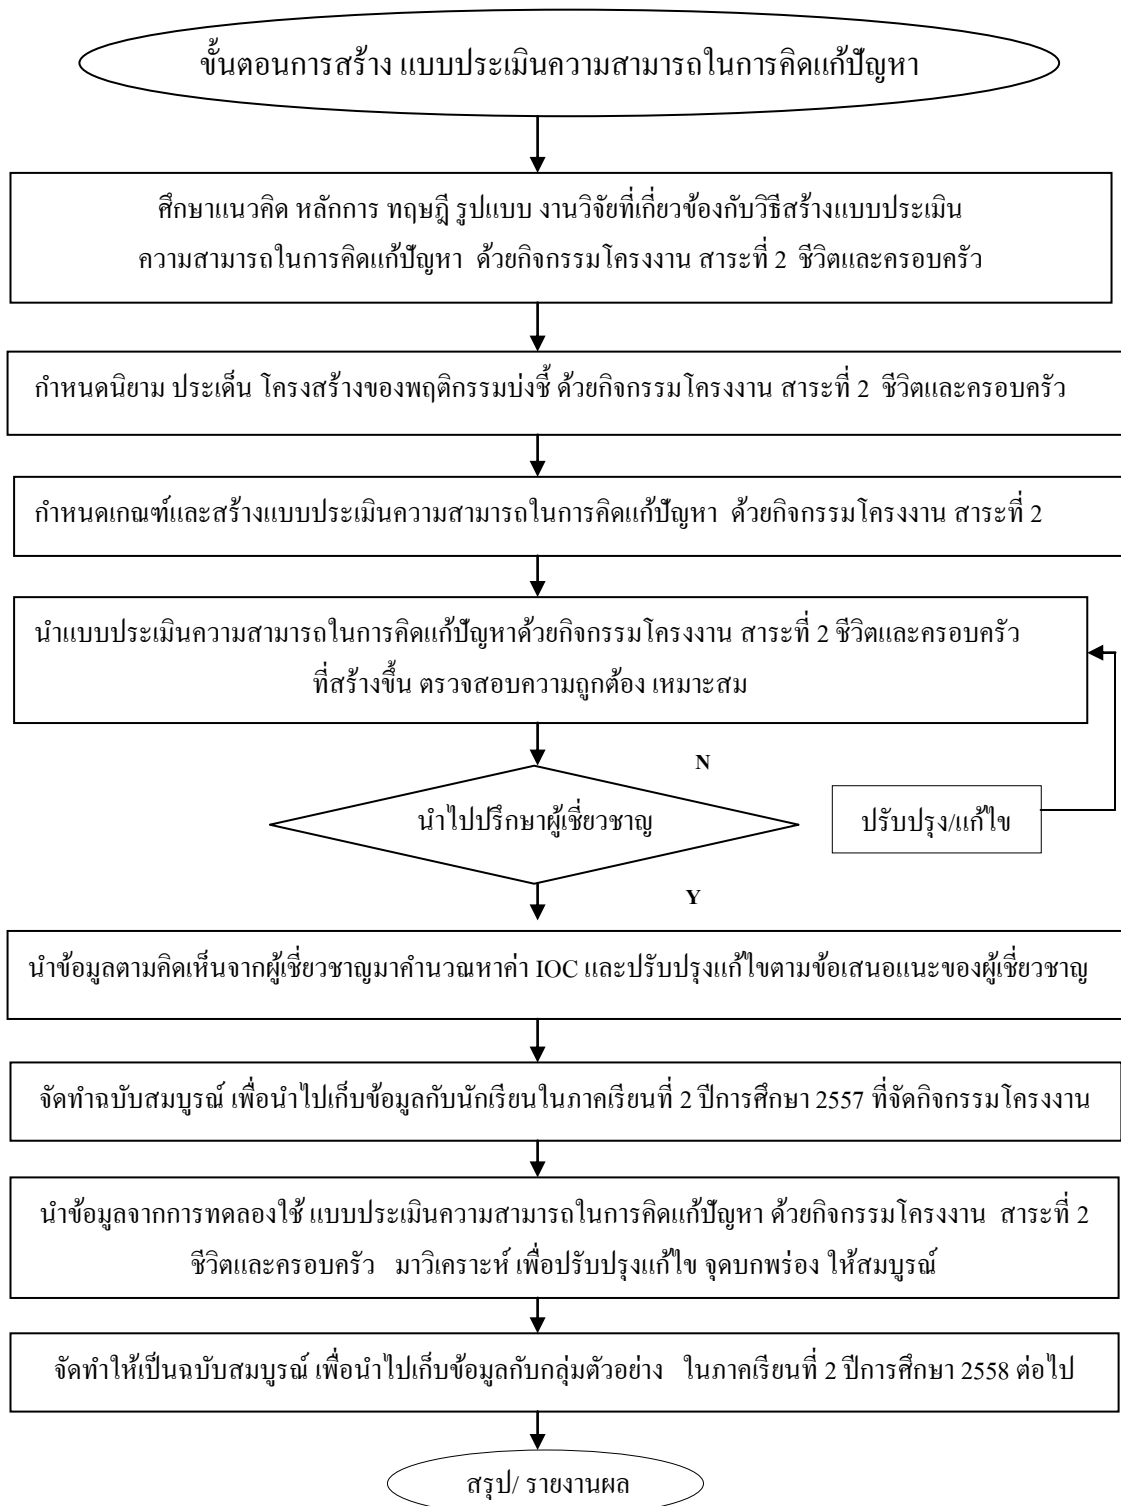 ขั้นตอนการสร้าง แบบประเมินความสามารถในการคิดแก้ปัญหา
ศึกษาแนวคิด หลักการ ทฤษฎี รูปแบบ งานวิจัยที่เกี่ยวข้องกับวิธีสร้างแบบประเมิน
ความสามารถในการคิดแก้ปัญหา ด้วยกิจกรรมโครงงาน สาระที่ 2 ชีวิตและครอบครัว
กำหนดนิยาม ประเด็น โครงสร้างของพฤติกรรมบ่งชี้ ด้วยกิจกรรมโครงงาน สาระที่ 2 ชีวิตและครอบครัว
กำหนดเกณฑ์และสร้างแบบประเมินความสามารถในการคิดแก้ปัญหา ด้วยกิจกรรมโครงงาน สาระที่ 2
นำแบบประเมินความสามารถในการคิดแก้ปัญหาด้วยกิจกรรมโครงงาน สาระที่ 2 ชีวิตและครอบครัว
ที่สร้างขึ้น ตรวจสอบความถูกต้อง เหมาะสม
N
นำไปปรึกษาผู้เชี่ยวชาญ
ปรับปรุง/แก้ไข
Y
นำข้อมูลตามคิดเห็นจากผู้เชี่ยวชาญมาคำนวณหาค่า IOC และปรับปรุงแก้ไขตามข้อเสนอแนะของผู้เชี่ยวชาญ
จัดทำฉบับสมบูรณ์ เพื่อนำไปเก็บข้อมูลกับนักเรียนในภาคเรียนที่ 2 ปีการศึกษา 2557 ที่จัดกิจกรรมโครงงาน
นำข้อมูลจากการทดลองใช้ แบบประเมินความสามารถในการคิดแก้ปัญหา ด้วยกิจกรรมโครงงาน สาระที่ 2
ชีวิตและครอบครัว มาวิเคราะห์ เพื่อปรับปรุงแก้ไข จุดบกพร่อง ให้สมบูรณ์
จัดทำให้เป็นฉบับสมบูรณ์ เพื่อนำไปเก็บข้อมูลกับกลุ่มตัวอย่าง ในภาคเรียนที่ 2 ปีการศึกษา 2558 ต่อไป
สรุป/ รายงานผล